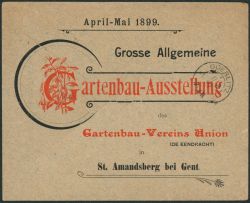 April-Mai 1899.
Grosse Allgemeine
Gartenbau-Ausstellung
des
Gartenbau-Vereins Union
(DE EENDRACHT)
in
St. Amandsberg bei Gent